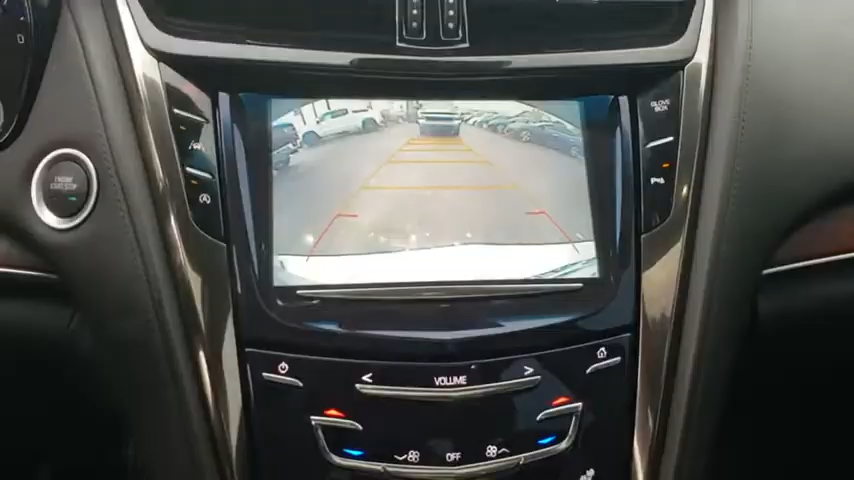 GLOVE
BOX
ENGINE
START/STOP
VOLUME
OFF